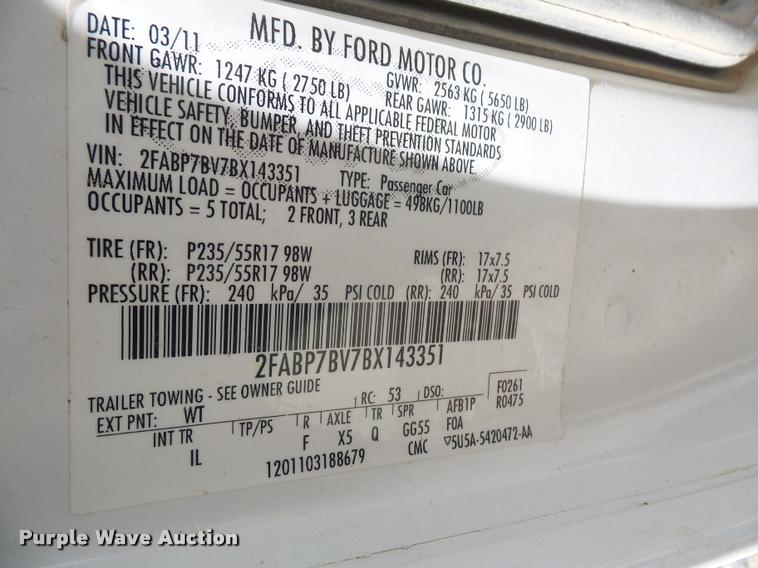 DATE: 03/11 MFD. BY FORD MOTOR CO.
FRONT GAWR: 1247 KG ( 2750 LB) GVWR: 2563 KG ( 5650 LB)
REAR GAWR: 1315 KG ( 2900 LB)
THIS VEHICLE CONFORMS TO ALL APPLICABLE FEDERAL MOTOR
VEHICLE SAFETY, BUMPER, AND THEFT PREVENTION STANDARDS
IN EFFECT ON THE DATE OF MANUFACTURE SHOWN ABOVE.
VIN: 2FABP7BV7BX143351 TYPE: Passenger Car
MAXIMUM LOAD = OCCUPANTS + LUGGAGE = 498KG/1100LB
OCCUPANTS = 5 TOTAL; 2 FRONT, 3 REAR
TIRE (FR): P235/55R17 98W RIMS (FR): 17x7.5
(RR): P235/55R17 98W (RR): 17x7.5
PRESSURE (FR): 240 kPa/ 35 PSI COLD (RR): 240 kPa/ 35 PSI COLD
2FABP7BV7BX143351
TRAILER TOWING - SEE OWNER GUIDE
EXT PNT: WT RC: 53 DSO: F0261
R0475
INT TR TP/PS R AXLE TR SPR AFB1P
IL F X5 Q GG55 FOA
1201103188679 CMC ▽5U5A-5420472-AA
Purple Wave Auction